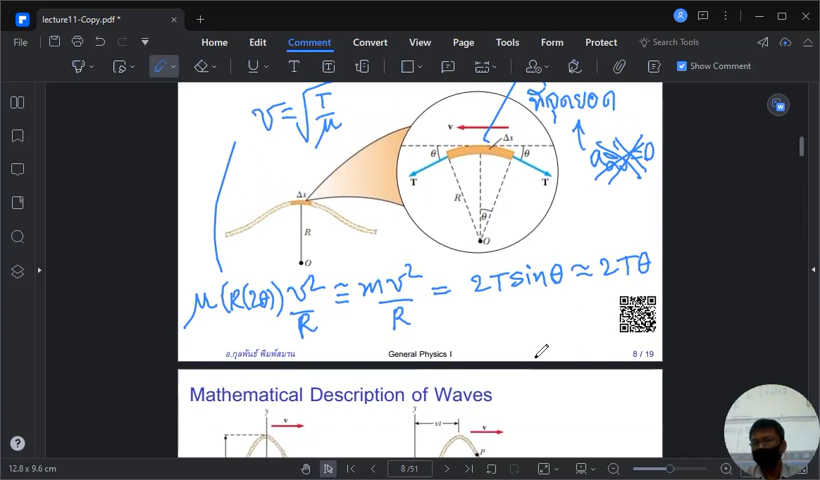 lecture11-Copy.pdf *
File Home Edit Comment Convert View Page Tools Form Protect Search Tools
Show Comment
v = √T/μ
ที่จุดยอด
v
Δs
θ θ
T T
R
θ
O
Δs
R
O
μ(R(2θ)) v²/R ≅ mv²/R = 2Tsinθ ≈ 2Tθ
อ.กุลพันธ์ พิมพ์สมาน General Physics I 8 / 19
Mathematical Description of Waves
y y
v vt v
P
12.8 x 9.6 cm 8 /51